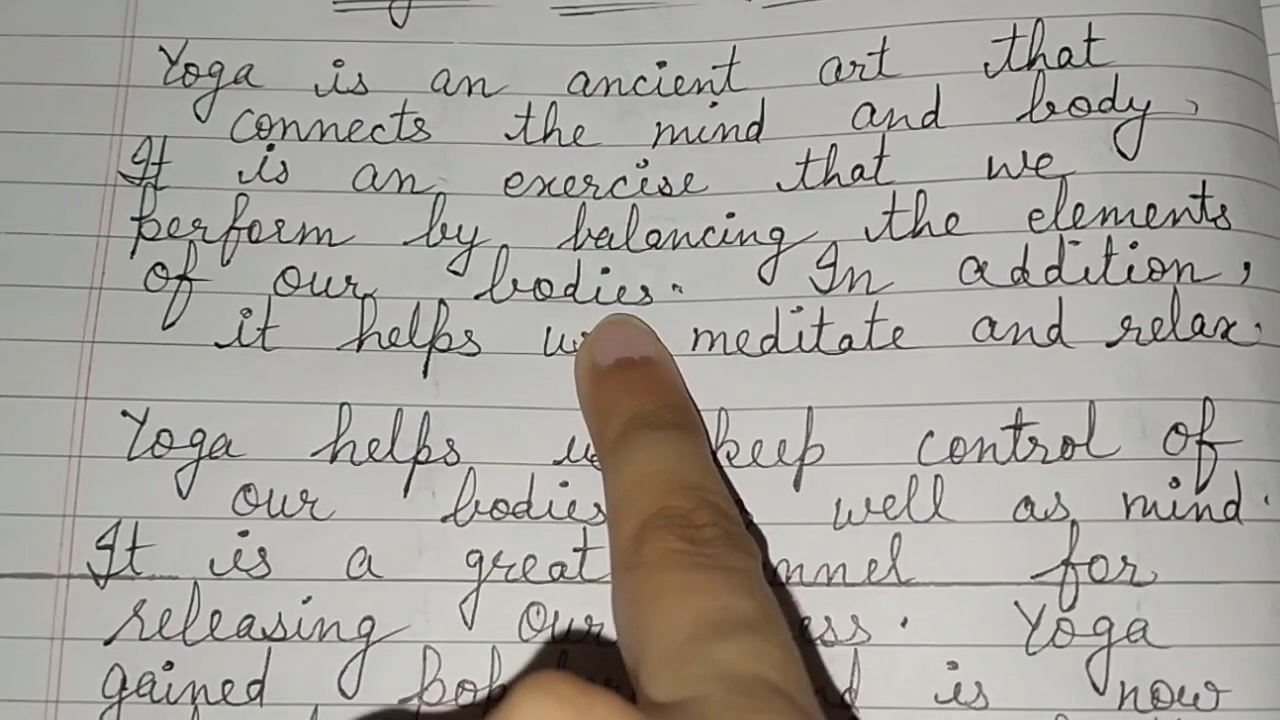 Yoga is an ancient art that
connects the mind and body,
It is an exercise that we
perform by balancing the elements
of our bodies. In addition,
it helps meditate and relax.
Yoga helps keep control of
our bodies well as mind.
It is a great for
releasing our Yoga
gained is now